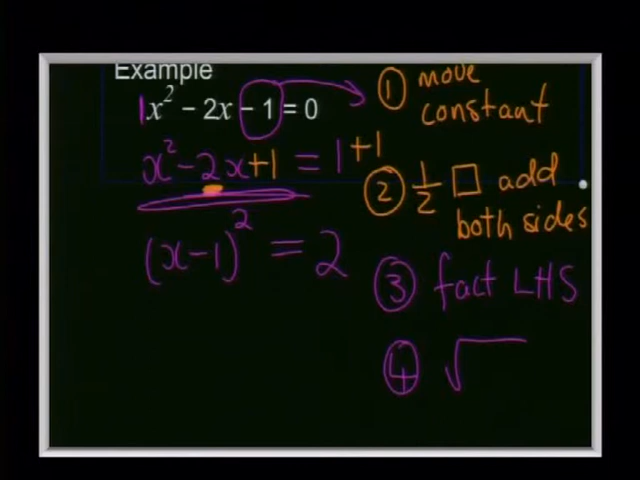 Example
1x² − 2x − 1 = 0
x² − 2x + 1 = 1 + 1
(x − 1)² = 2
① move
constant
② ½ □ add
both sides
③ fact LHS
④ √